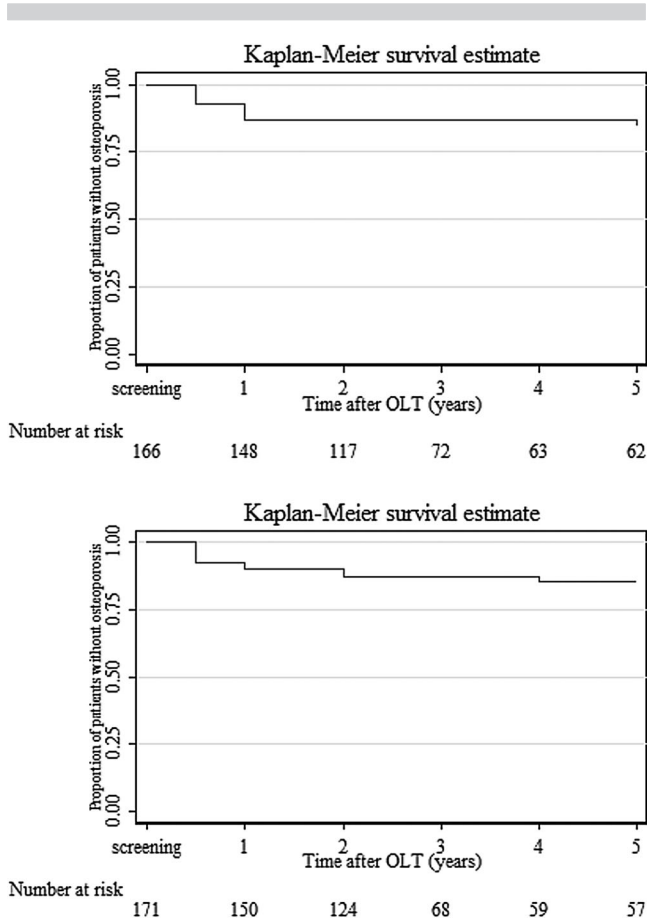 Kaplan-Meier survival estimate
Proportion of patients without osteoporosis
1.00
0.75
0.50
0.25
0.00
screening 1 2 3 4 5
Time after OLT (years)
Number at risk
166 148 117 72 63 62
Kaplan-Meier survival estimate
Proportion of patients without osteoporosis
1.00
0.75
0.50
0.25
0.00
screening 1 2 3 4 5
Time after OLT (years)
Number at risk
171 150 124 68 59 57